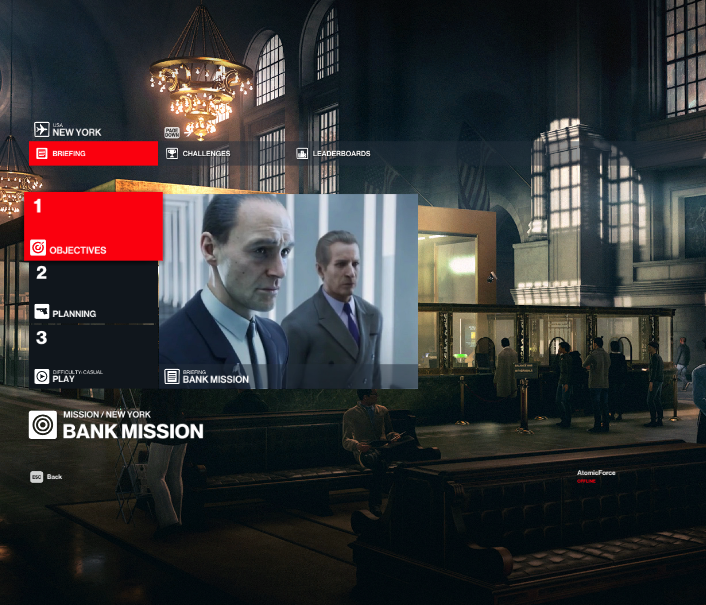 USA
NEW YORK
PAGE DOWN
BRIEFING
CHALLENGES
LEADERBOARDS
1
OBJECTIVES
2
PLANNING
3
DIFFICULTY: CASUAL
PLAY
BRIEFING
BANK MISSION
MISSION / NEW YORK
BANK MISSION
ESC Back
AtomicForce
OFFLINE